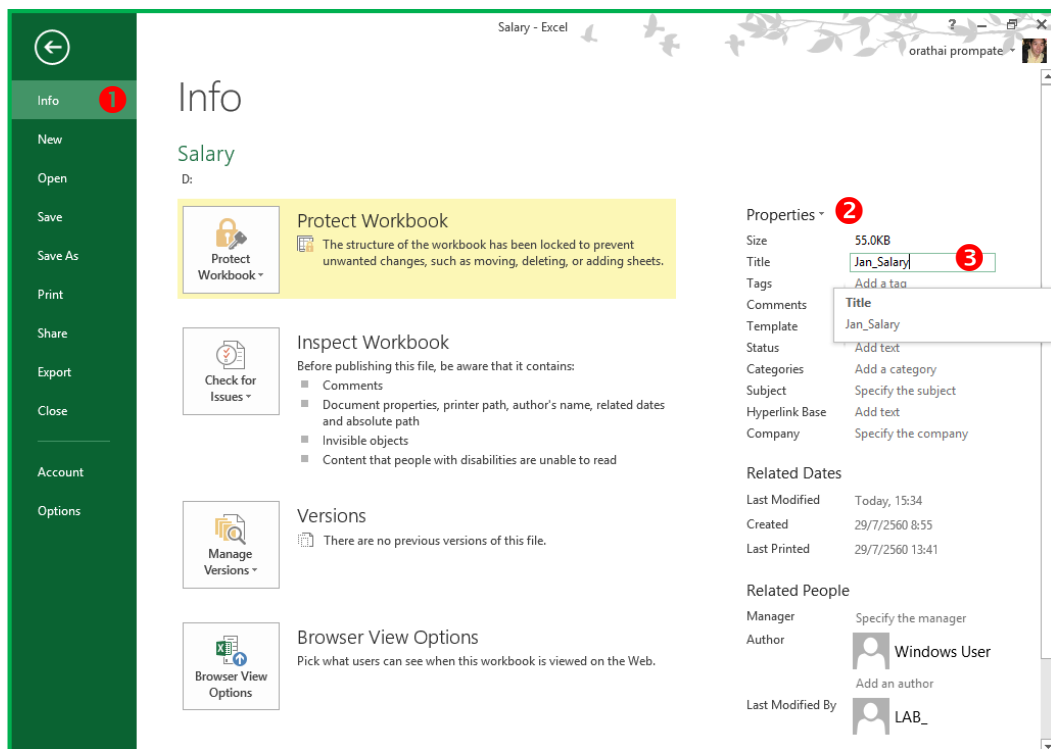 Salary - Excel
?
orathai prompate
Info
1
New
Open
Save
Save As
Print
Share
Export
Close
Account
Options
Info
Salary
D:
Protect
Workbook
Protect Workbook
The structure of the workbook has been locked to prevent
unwanted changes, such as moving, deleting, or adding sheets.
Check for
Issues
Inspect Workbook
Before publishing this file, be aware that it contains:
Comments
Document properties, printer path, author's name, related dates
and absolute path
Invisible objects
Content that people with disabilities are unable to read
Manage
Versions
Versions
There are no previous versions of this file.
Browser View
Options
Browser View Options
Pick what users can see when this workbook is viewed on the Web.
Properties 2
Size 55.0KB
Title Jan_Salary 3
Tags Add a tag
Comments
Template
Title
Jan_Salary
Status Add text
Categories Add a category
Subject Specify the subject
Hyperlink Base Add text
Company Specify the company
Related Dates
Last Modified Today, 15:34
Created 29/7/2560 8:55
Last Printed 29/7/2560 13:41
Related People
Manager Specify the manager
Author Windows User
Add an author
Last Modified By LAB_